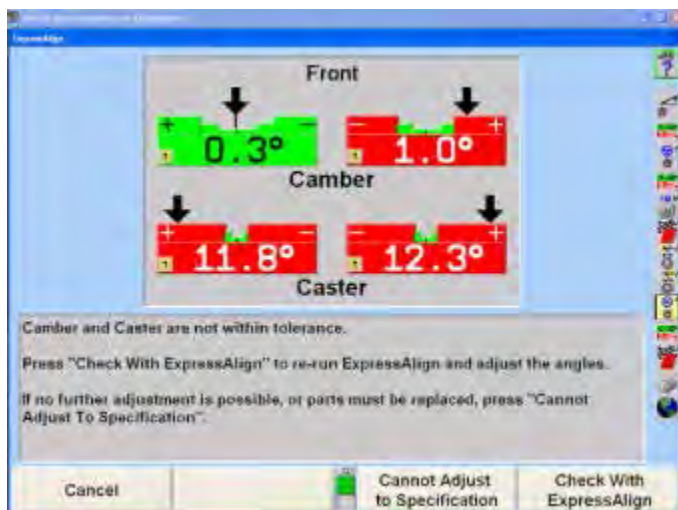 ExpressAlign
Front
+ - - +
0.3° 1.0°
Camber
+ - - +
11.8° 12.3°
Caster
Camber and Caster are not within tolerance.
Press "Check With ExpressAlign" to re-run ExpressAlign and adjust the angles.
If no further adjustment is possible, or parts must be replaced, press "Cannot
Adjust To Specification".
Cancel
Cannot Adjust
to Specification
Check With
ExpressAlign